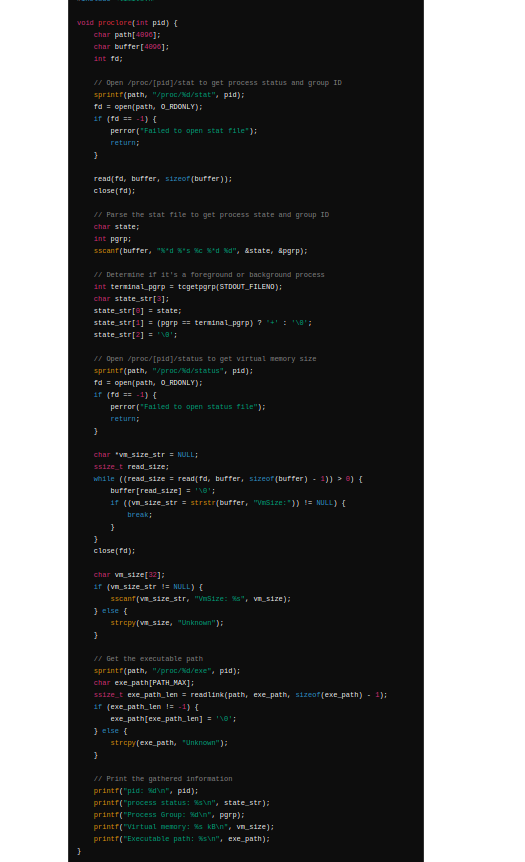 void proclore(int pid) {
    char path[4096];
    char buffer[4096];
    int fd;

    // Open /proc/[pid]/stat to get process status and group ID
    sprintf(path, "/proc/%d/stat", pid);
    fd = open(path, O_RDONLY);
    if (fd == -1) {
        perror("Failed to open stat file");
        return;
    }

    read(fd, buffer, sizeof(buffer));
    close(fd);

    // Parse the stat file to get process state and group ID
    char state;
    int pgrp;
    sscanf(buffer, "%*d %*s %c %*d %d", &state, &pgrp);

    // Determine if it's a foreground or background process
    int terminal_pgrp = tcgetpgrp(STDOUT_FILENO);
    char state_str[3];
    state_str[0] = state;
    state_str[1] = (pgrp == terminal_pgrp) ? '+' : '\0';
    state_str[2] = '\0';

    // Open /proc/[pid]/status to get virtual memory size
    sprintf(path, "/proc/%d/status", pid);
    fd = open(path, O_RDONLY);
    if (fd == -1) {
        perror("Failed to open status file");
        return;
    }

    char *vm_size_str = NULL;
    ssize_t read_size;
    while ((read_size = read(fd, buffer, sizeof(buffer) - 1)) > 0) {
        buffer[read_size] = '\0';
        if ((vm_size_str = strstr(buffer, "VmSize:")) != NULL) {
            break;
        }
    }
    close(fd);

    char vm_size[32];
    if (vm_size_str != NULL) {
        sscanf(vm_size_str, "VmSize: %s", vm_size);
    } else {
        strcpy(vm_size, "Unknown");
    }

    // Get the executable path
    sprintf(path, "/proc/%d/exe", pid);
    char exe_path[PATH_MAX];
    ssize_t exe_path_len = readlink(path, exe_path, sizeof(exe_path) - 1);
    if (exe_path_len != -1) {
        exe_path[exe_path_len] = '\0';
    } else {
        strcpy(exe_path, "Unknown");
    }

    // Print the gathered information
    printf("pid: %d\n", pid);
    printf("process status: %s\n", state_str);
    printf("Process Group: %d\n", pgrp);
    printf("Virtual memory: %s kB\n", vm_size);
    printf("Executable path: %s\n", exe_path);
}